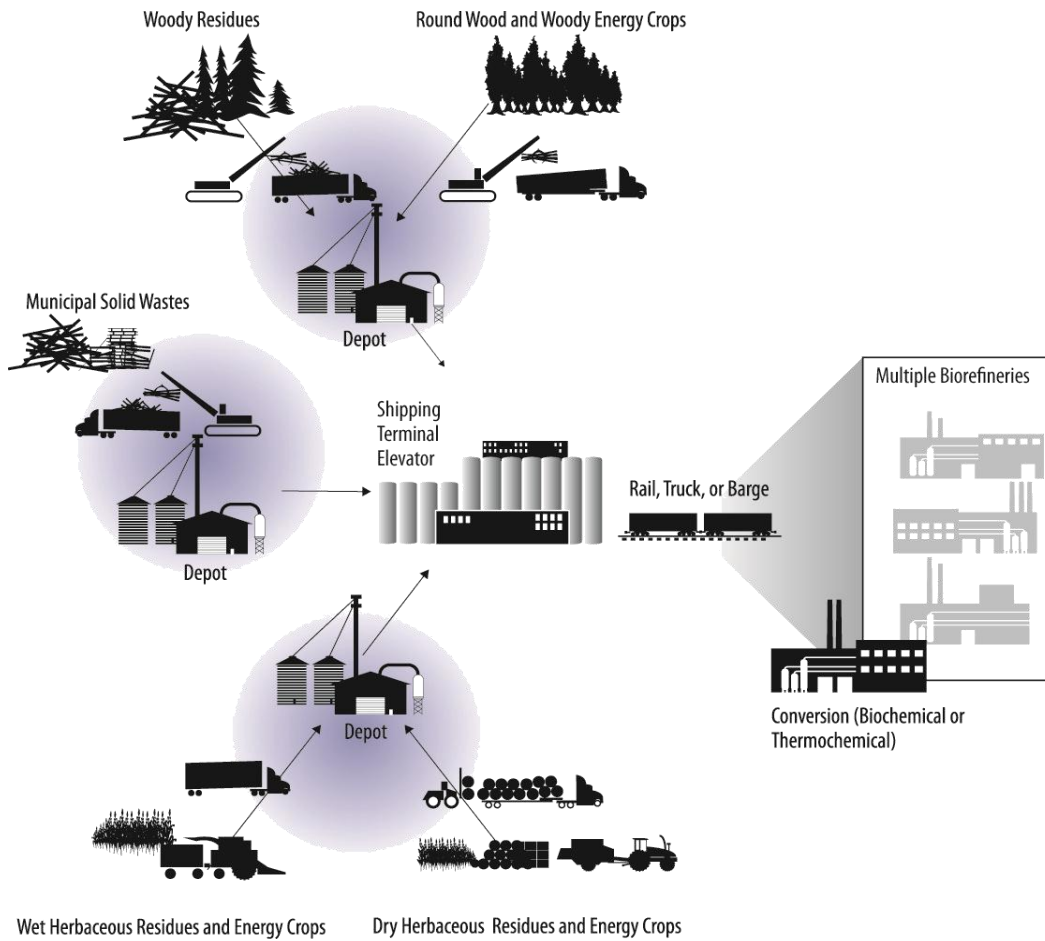 Woody Residues
Round Wood and Woody Energy Crops
Depot
Municipal Solid Wastes
Depot
Shipping
Terminal
Elevator
Rail, Truck, or Barge
Multiple Biorefineries
Conversion (Biochemical or
Thermochemical)
Depot
Wet Herbaceous Residues and Energy Crops
Dry Herbaceous Residues and Energy Crops